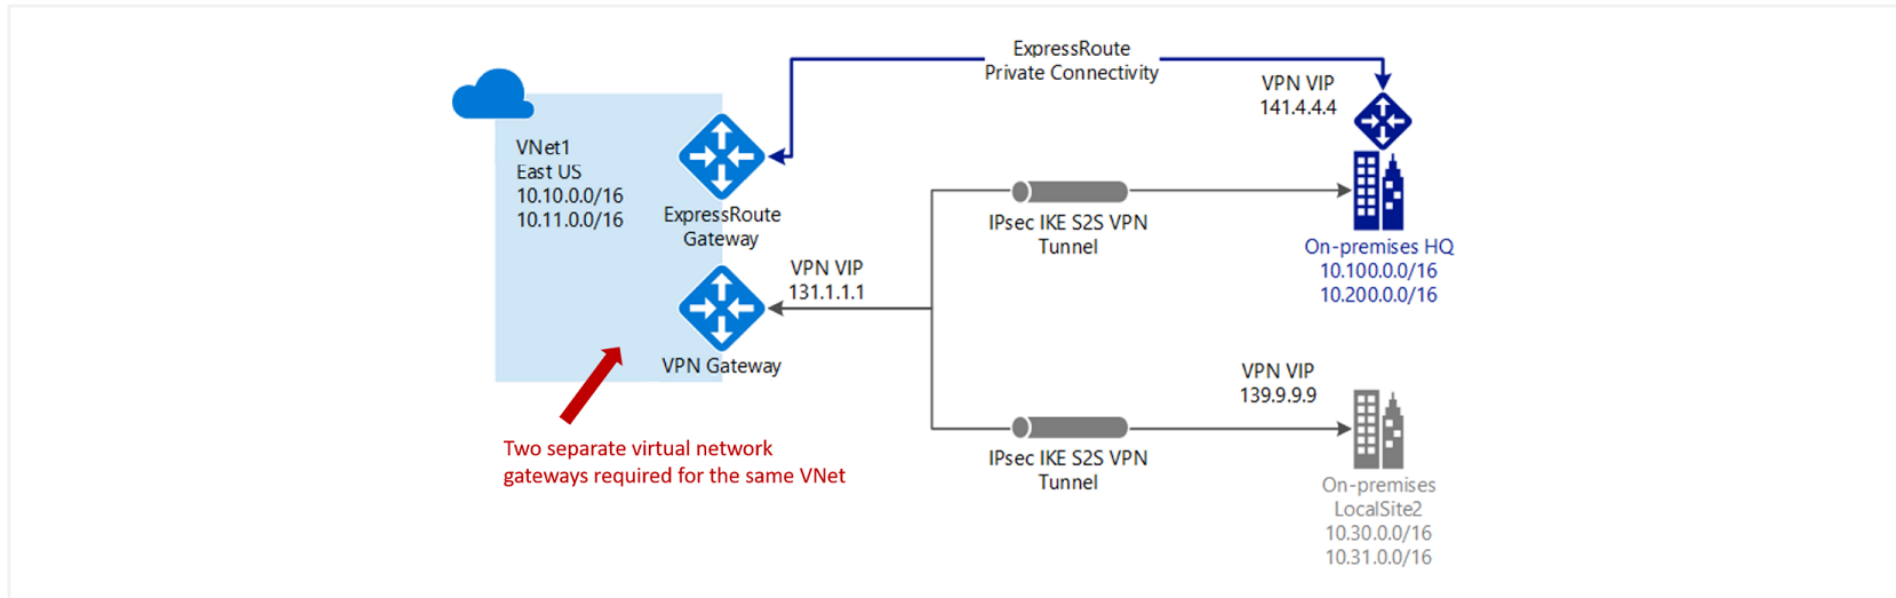 ExpressRoute
Private Connectivity
VPN VIP
141.4.4.4
VNet1
East US
10.10.0.0/16
10.11.0.0/16
ExpressRoute
Gateway
IPsec IKE S2S VPN
Tunnel
On-premises HQ
10.100.0.0/16
10.200.0.0/16
VPN VIP
131.1.1.1
VPN Gateway
VPN VIP
139.9.9.9
Two separate virtual network
gateways required for the same VNet
IPsec IKE S2S VPN
Tunnel
On-premises
LocalSite2
10.30.0.0/16
10.31.0.0/16